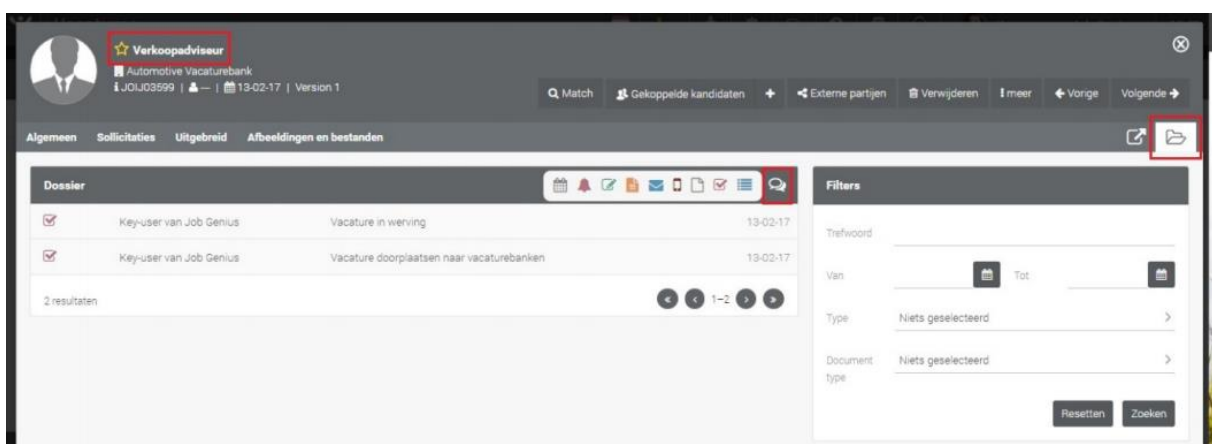 Verkoopadviseur
Automotive Vacaturebank
JOIJ03599 | — | 13-02-17 | Version 1
Match Gekoppelde kandidaten + Externe partijen Verwijderen meer Vorige Volgende
Algemeen Sollicitaties Uitgebreid Afbeeldingen en bestanden
Dossier
Key-user van Job Genius Vacature in werving 13-02-17
Key-user van Job Genius Vacature doorplaatsen naar vacaturebanken 13-02-17
2 resultaten 1–2
Filters
Trefwoord
Van Tot
Type Niets geselecteerd
Document type Niets geselecteerd
Resetten Zoeken